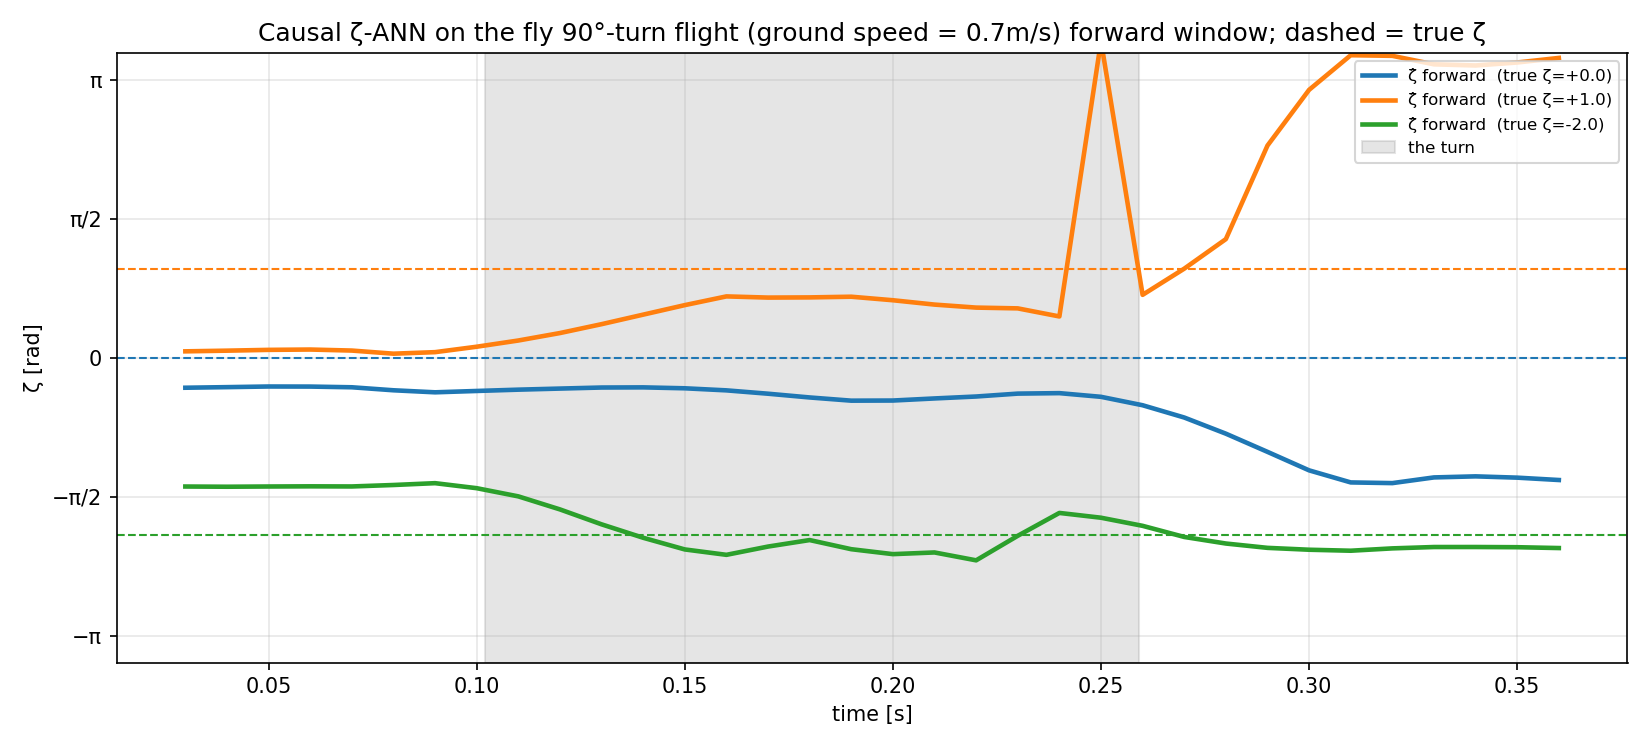 Causal ζ-ANN on the fly 90°-turn flight (ground speed = 0.7m/s) forward window; dashed = true ζ
π
π/2
0
−π/2
−π
ζ [rad]
ζ̂ forward  (true ζ=+0.0)
ζ̂ forward  (true ζ=+1.0)
ζ̂ forward  (true ζ=-2.0)
the turn
0.05
0.10
0.15
0.20
0.25
0.30
0.35
time [s]